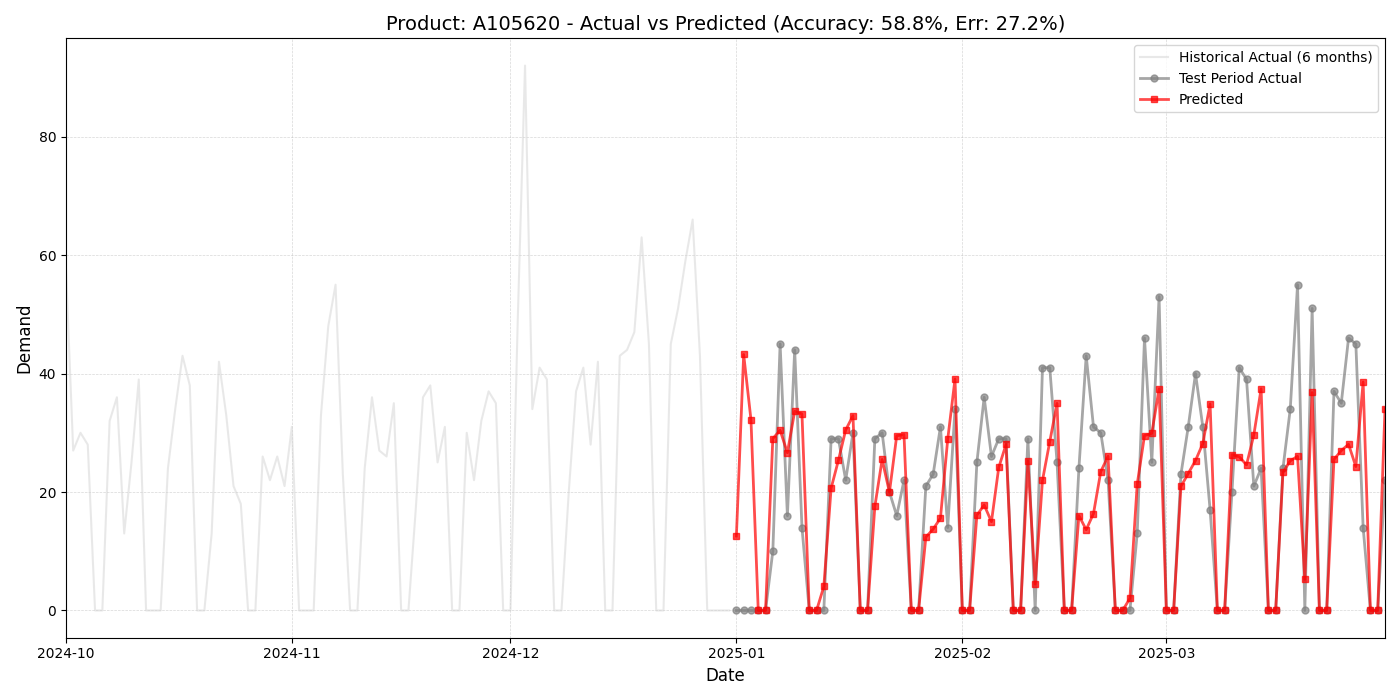 Product: A105620 - Actual vs Predicted (Accuracy: 58.8%, Err: 27.2%)
Historical Actual (6 months)
Test Period Actual
Predicted
Demand
80
60
40
20
0
2024-10
2024-11
2024-12
2025-01
2025-02
2025-03
Date